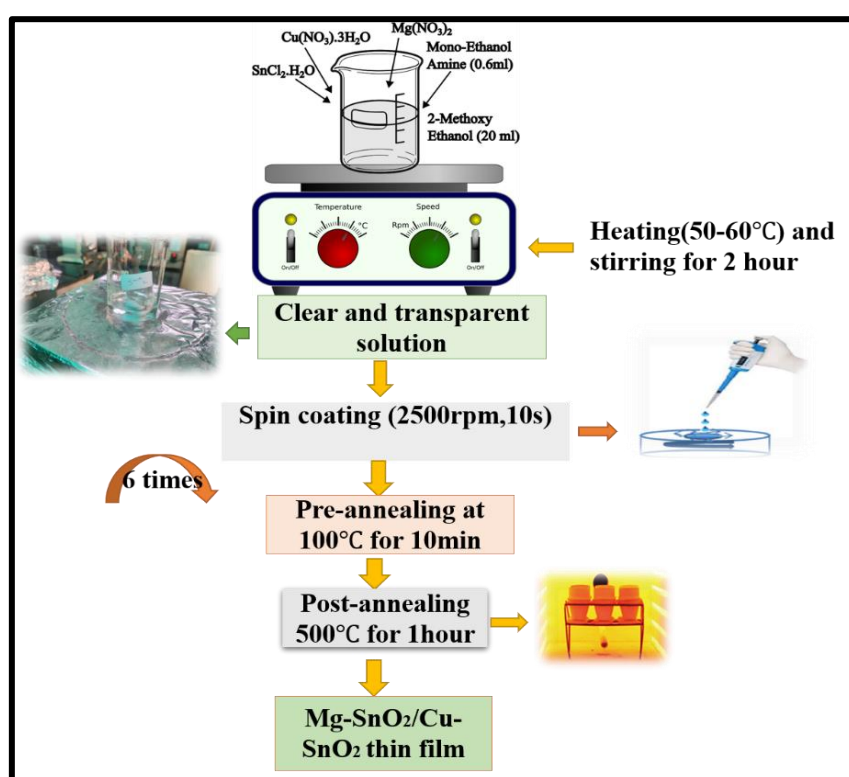 Mg(NO₃)₂
Cu(NO₃).3H₂O
Mono-Ethanol
Amine (0.6ml)
SnCl₂.H₂O
2-Methoxy
Ethanol (20 ml)
Temperature
Speed
°C
Rpm
On/Off
On/Off
Heating(50-60℃) and
stirring for 2 hour
Clear and transparent
solution
Spin coating (2500rpm,10s)
6 times
Pre-annealing at
100℃ for 10min
Post-annealing
500℃ for 1hour
Mg-SnO₂/Cu-
SnO₂ thin film